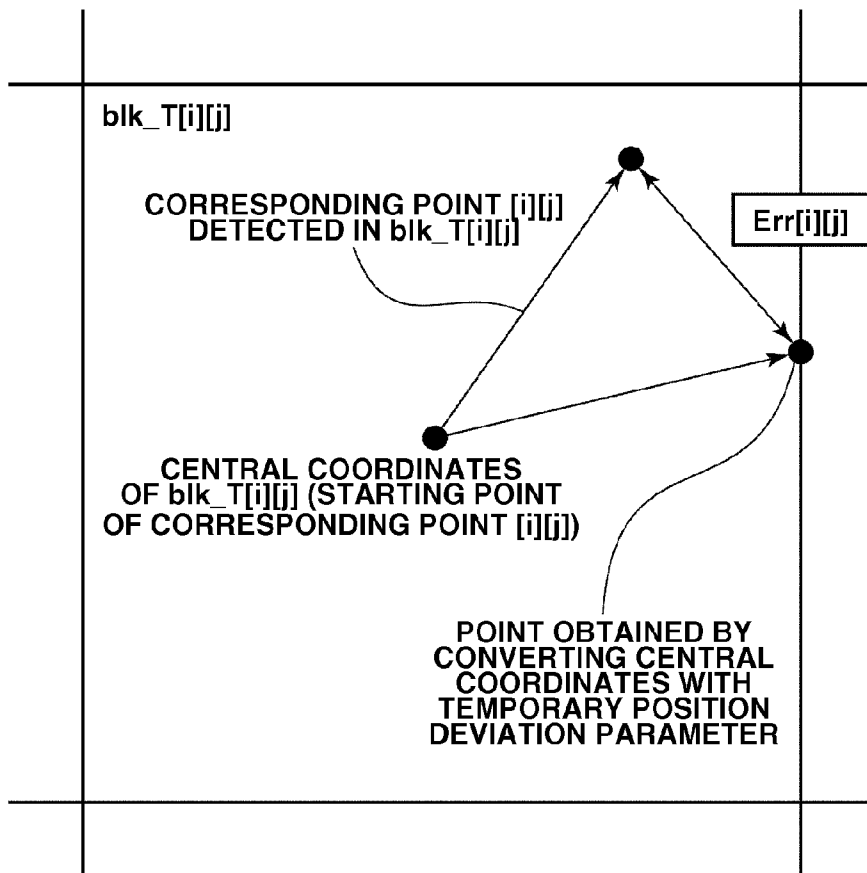 blk_T[i][j]
CORRESPONDING POINT [i][j]
DETECTED IN blk_T[i][j]
Err[i][j]
CENTRAL COORDINATES
OF blk_T[i][j] (STARTING POINT
OF CORRESPONDING POINT [i][j])
POINT OBTAINED BY
CONVERTING CENTRAL
COORDINATES WITH
TEMPORARY POSITION
DEVIATION PARAMETER